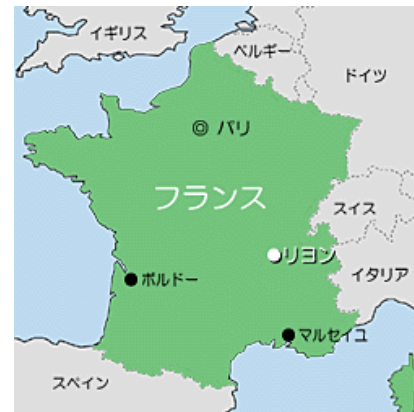 イギリス
ベルギー
ドイツ
パリ
フランス
スイス
リヨン
イタリア
ボルドー
マルセイユ
スペイン